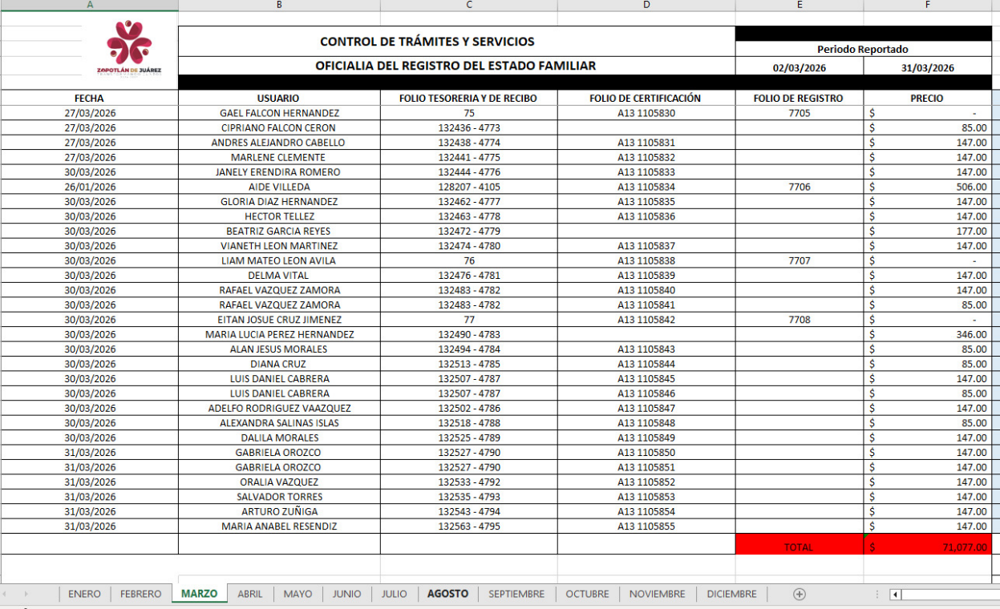 A B C D E F
ZAPOTLÁN DE JUÁREZ
CONTROL DE TRÁMITES Y SERVICIOS
Periodo Reportado
OFICIALIA DEL REGISTRO DEL ESTADO FAMILIAR
02/03/2026 31/03/2026
FECHA USUARIO FOLIO TESORERIA Y DE RECIBO FOLIO DE CERTIFICACIÓN FOLIO DE REGISTRO PRECIO
27/03/2026 GAEL FALCON HERNANDEZ 75 A13 1105830 7705 $ -
27/03/2026 CIPRIANO FALCON CERON 132436 - 4773 $ 85.00
27/03/2026 ANDRES ALEJANDRO CABELLO 132438 - 4774 A13 1105831 $ 147.00
27/03/2026 MARLENE CLEMENTE 132441 - 4775 A13 1105832 $ 147.00
30/03/2026 JANELY ERENDIRA ROMERO 132444 - 4776 A13 1105833 $ 147.00
26/01/2026 AIDE VILLEDA 128207 - 4105 A13 1105834 7706 $ 506.00
30/03/2026 GLORIA DIAZ HERNANDEZ 132462 - 4777 A13 1105835 $ 147.00
30/03/2026 HECTOR TELLEZ 132463 - 4778 A13 1105836 $ 147.00
30/03/2026 BEATRIZ GARCIA REYES 132472 - 4779 $ 177.00
30/03/2026 VIANETH LEON MARTINEZ 132474 - 4780 A13 1105837 $ 147.00
30/03/2026 LIAM MATEO LEON AVILA 76 A13 1105838 7707 $ -
30/03/2026 DELMA VITAL 132476 - 4781 A13 1105839 $ 147.00
30/03/2026 RAFAEL VAZQUEZ ZAMORA 132483 - 4782 A13 1105840 $ 147.00
30/03/2026 RAFAEL VAZQUEZ ZAMORA 132483 - 4782 A13 1105841 $ 85.00
30/03/2026 EITAN JOSUE CRUZ JIMENEZ 77 A13 1105842 7708 $ -
30/03/2026 MARIA LUCIA PEREZ HERNANDEZ 132490 - 4783 $ 346.00
30/03/2026 ALAN JESUS MORALES 132494 - 4784 A13 1105843 $ 85.00
30/03/2026 DIANA CRUZ 132513 - 4785 A13 1105844 $ 85.00
30/03/2026 LUIS DANIEL CABRERA 132507 - 4787 A13 1105845 $ 147.00
30/03/2026 LUIS DANIEL CABRERA 132507 - 4787 A13 1105846 $ 85.00
30/03/2026 ADELFO RODRIGUEZ VAAZQUEZ 132502 - 4786 A13 1105847 $ 147.00
30/03/2026 ALEXANDRA SALINAS ISLAS 132518 - 4788 A13 1105848 $ 85.00
30/03/2026 DALILA MORALES 132525 - 4789 A13 1105849 $ 147.00
31/03/2026 GABRIELA OROZCO 132527 - 4790 A13 1105850 $ 147.00
31/03/2026 GABRIELA OROZCO 132527 - 4790 A13 1105851 $ 147.00
31/03/2026 ORALIA VAZQUEZ 132533 - 4792 A13 1105852 $ 147.00
31/03/2026 SALVADOR TORRES 132535 - 4793 A13 1105853 $ 147.00
31/03/2026 ARTURO ZUÑIGA 132543 - 4794 A13 1105854 $ 147.00
31/03/2026 MARIA ANABEL RESENDIZ 132563 - 4795 A13 1105855 $ 147.00
TOTAL $ 71,077.00
ENERO FEBRERO MARZO ABRIL MAYO JUNIO JULIO AGOSTO SEPTIEMBRE OCTUBRE NOVIEMBRE DICIEMBRE